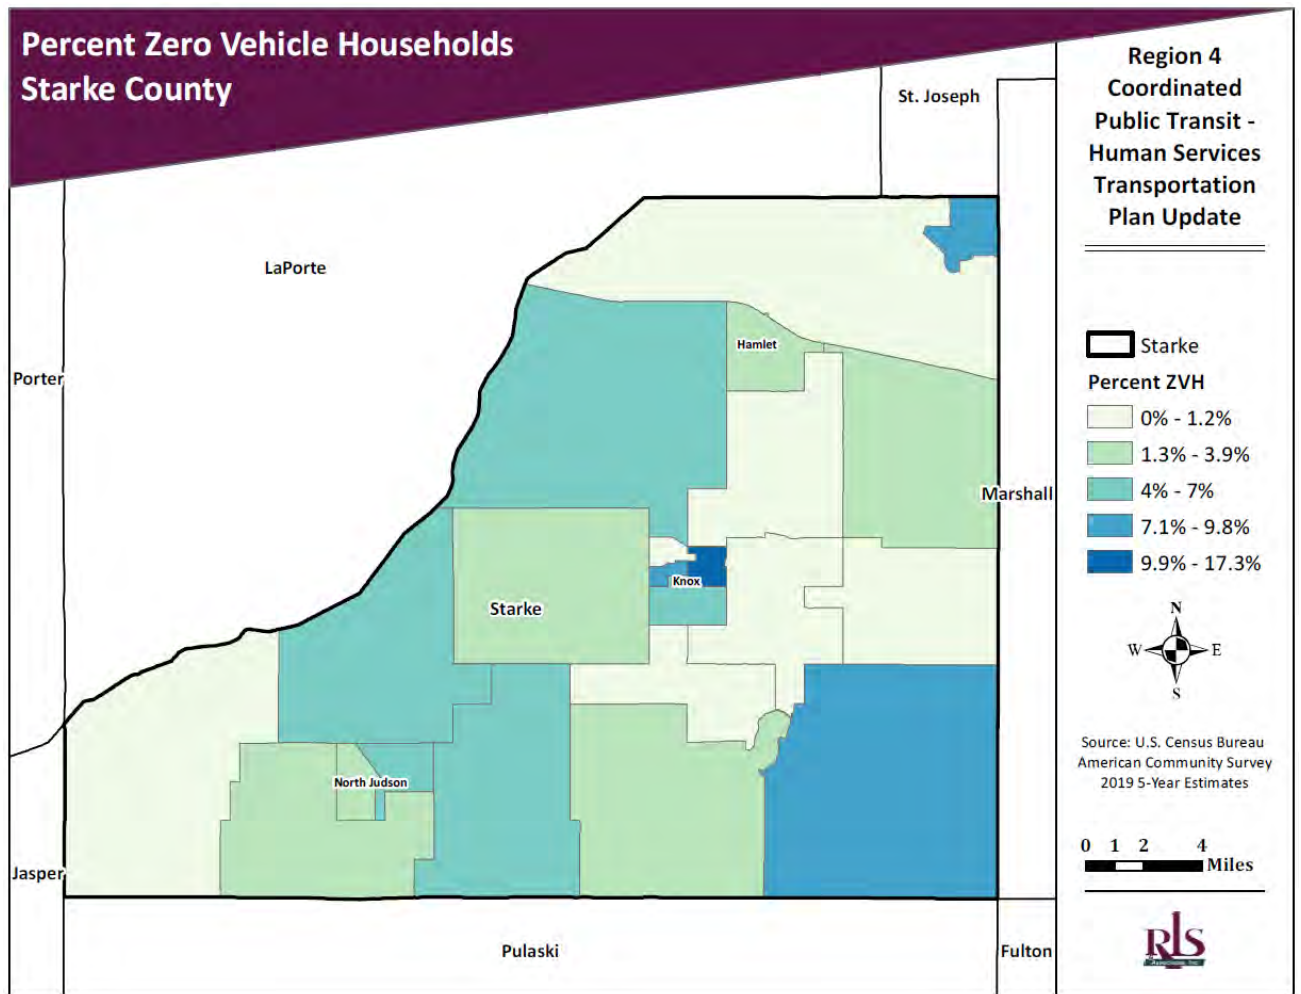 Percent Zero Vehicle Households
Starke County
Region 4
Coordinated
Public Transit -
Human Services
Transportation
Plan Update
St. Joseph
LaPorte
Porter
Hamlet
Marshall
Knox
Starke
North Judson
Jasper
Pulaski
Fulton
Starke
Percent ZVH
0% - 1.2%
1.3% - 3.9%
4% - 7%
7.1% - 9.8%
9.9% - 17.3%
N
W E
S
Source: U.S. Census Bureau
American Community Survey
2019 5-Year Estimates
0 1 2 4
Miles
RLS